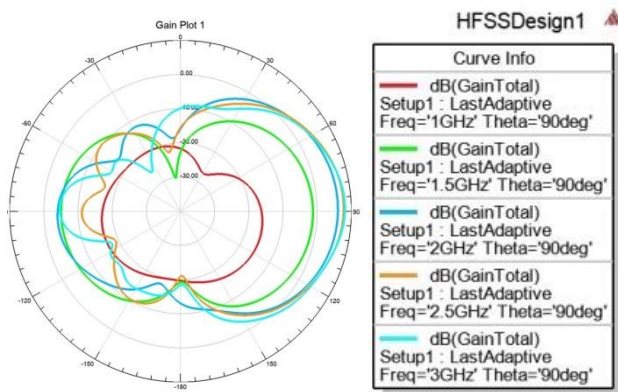 Gain Plot 1
HFSSDesign1
0
-30
30
0.00
-60
60
-10.00
-20.00
-30.00
90
-120
120
-150
150
-180
Curve Info
dB(GainTotal)
Setup1 : LastAdaptive
Freq='1GHz' Theta='90deg'
dB(GainTotal)
Setup1 : LastAdaptive
Freq='1.5GHz' Theta='90deg'
dB(GainTotal)
Setup1 : LastAdaptive
Freq='2GHz' Theta='90deg'
dB(GainTotal)
Setup1 : LastAdaptive
Freq='2.5GHz' Theta='90deg'
dB(GainTotal)
Setup1 : LastAdaptive
Freq='3GHz' Theta='90deg'